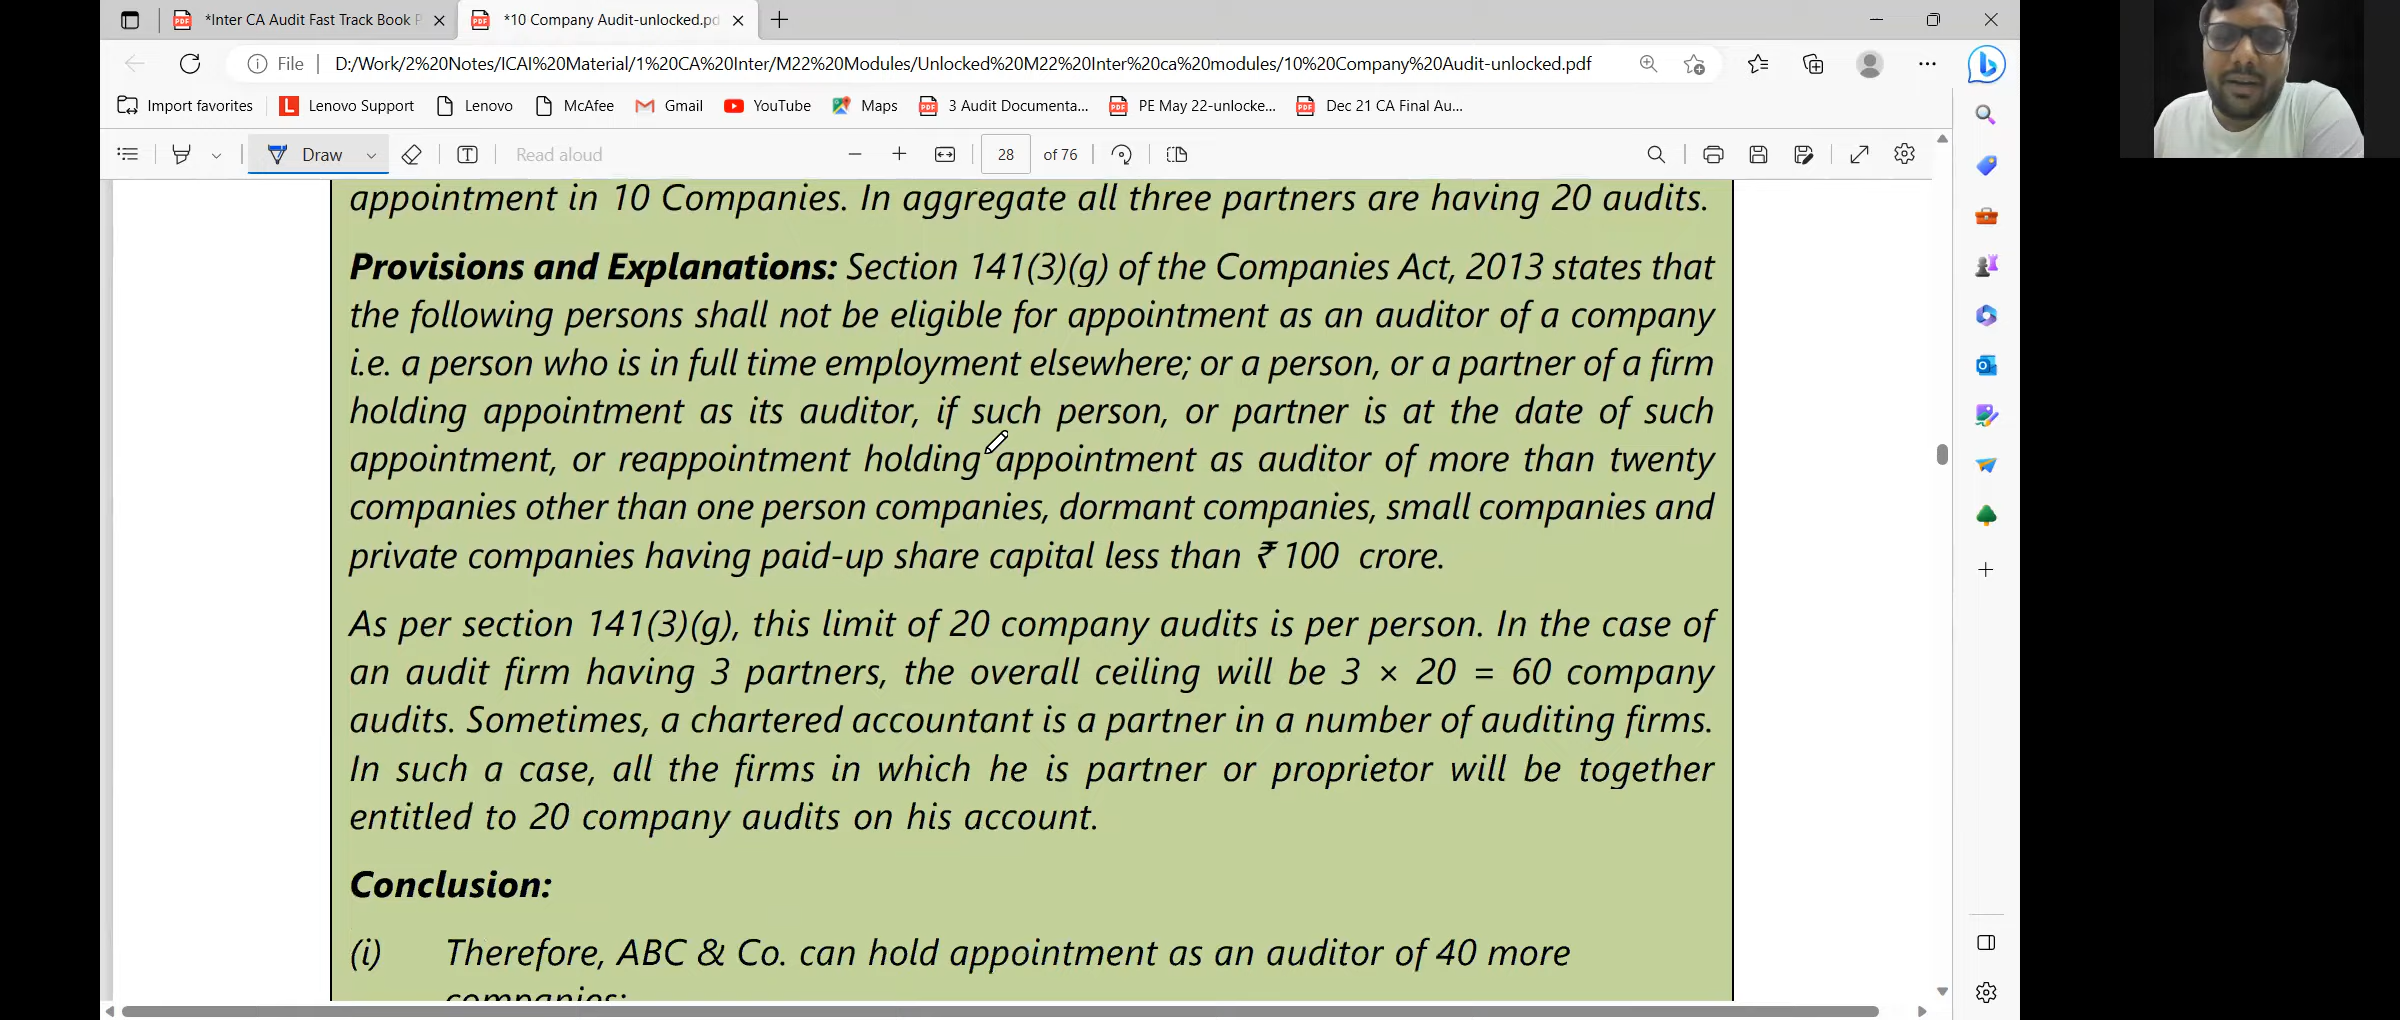 *Inter CA Audit Fast Track Book P
*10 Company Audit-unlocked.pd
File
D:/Work/2%20Notes/ICAI%20Material/1%20CA%20Inter/M22%20Modules/Unlocked%20M22%20Inter%20ca%20modules/10%20Company%20Audit-unlocked.pdf
Import favorites
Lenovo Support
Lenovo
McAfee
Gmail
YouTube
Maps
3 Audit Documenta...
PE May 22-unlocke...
Dec 21 CA Final Au...
Draw
Read aloud
28
of 76
appointment in 10 Companies. In aggregate all three partners are having 20 audits.
Provisions and Explanations: Section 141(3)(g) of the Companies Act, 2013 states that
the following persons shall not be eligible for appointment as an auditor of a company
i.e. a person who is in full time employment elsewhere; or a person, or a partner of a firm
holding appointment as its auditor, if such person, or partner is at the date of such
appointment, or reappointment holding appointment as auditor of more than twenty
companies other than one person companies, dormant companies, small companies and
private companies having paid-up share capital less than ₹ 100 crore.
As per section 141(3)(g), this limit of 20 company audits is per person. In the case of
an audit firm having 3 partners, the overall ceiling will be 3 × 20 = 60 company
audits. Sometimes, a chartered accountant is a partner in a number of auditing firms.
In such a case, all the firms in which he is partner or proprietor will be together
entitled to 20 company audits on his account.
Conclusion:
(i) Therefore, ABC & Co. can hold appointment as an auditor of 40 more
companies: